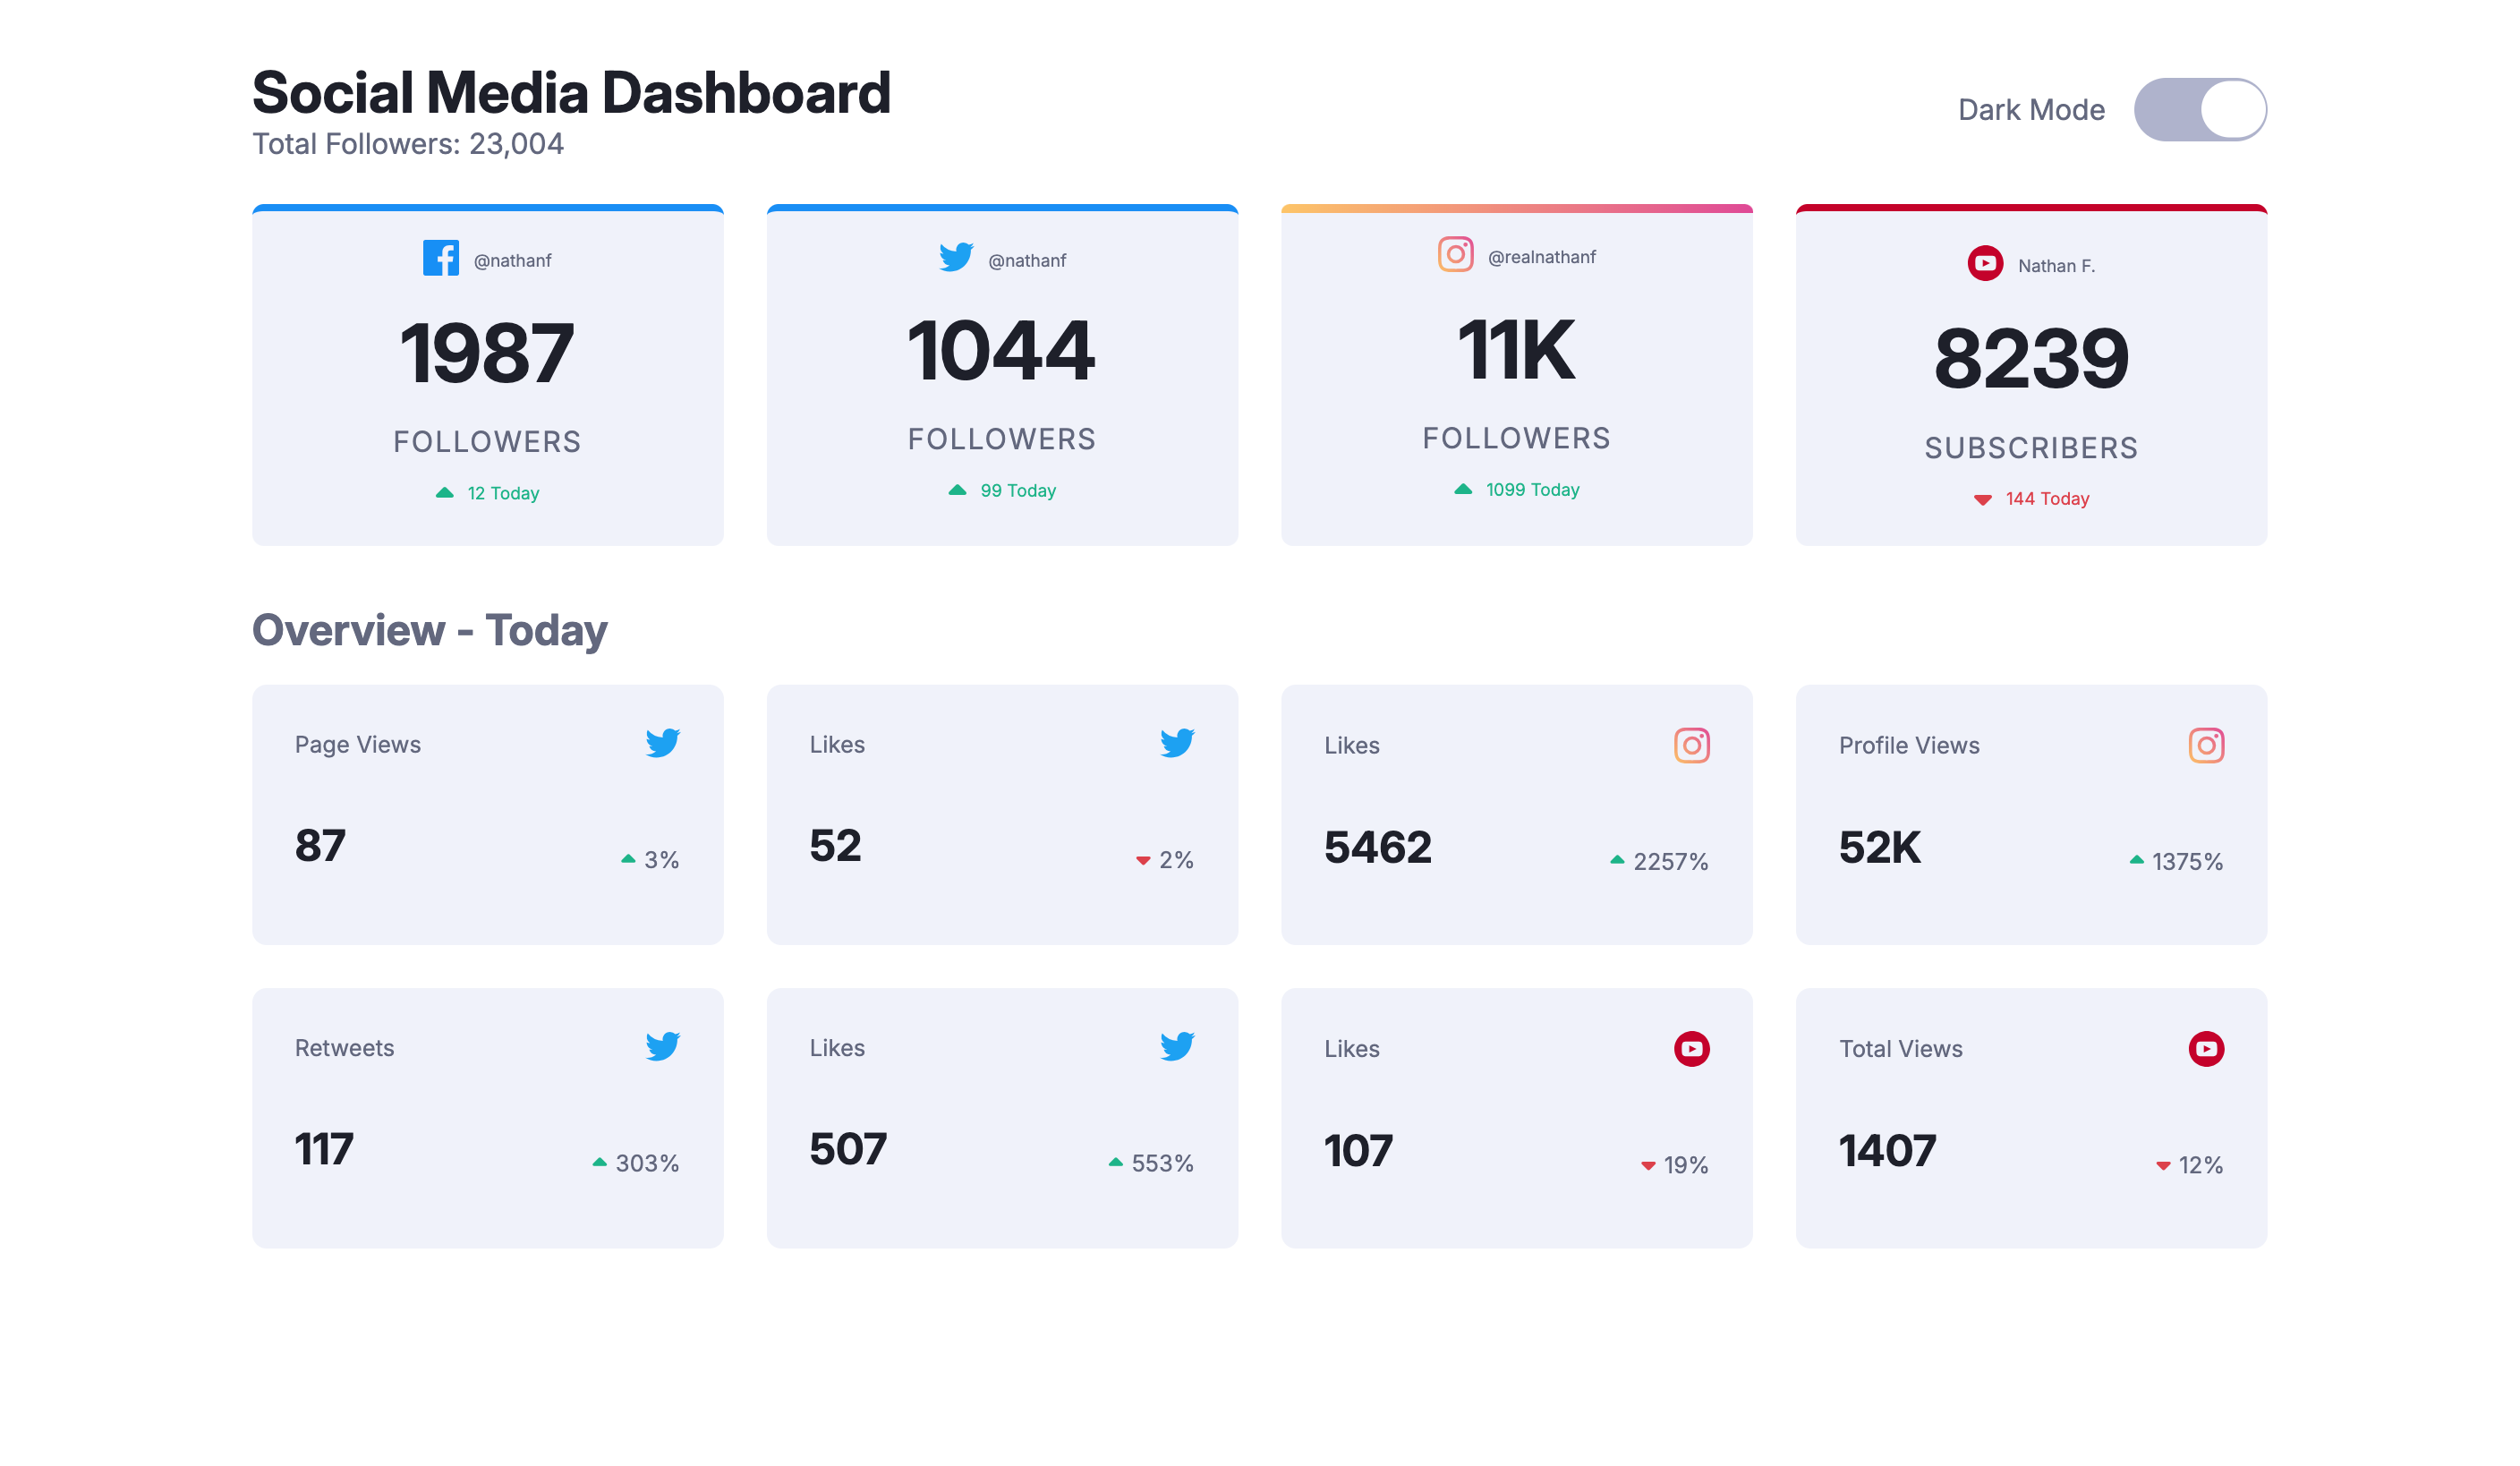 Social Media Dashboard
Total Followers: 23,004
Dark Mode
@nathanf
1987
FOLLOWERS
12 Today
@nathanf
1044
FOLLOWERS
99 Today
@realnathanf
11K
FOLLOWERS
1099 Today
Nathan F.
8239
SUBSCRIBERS
144 Today
Overview - Today
Page Views
87
3%
Likes
52
2%
Likes
5462
2257%
Profile Views
52K
1375%
Retweets
117
303%
Likes
507
553%
Likes
107
19%
Total Views
1407
12%